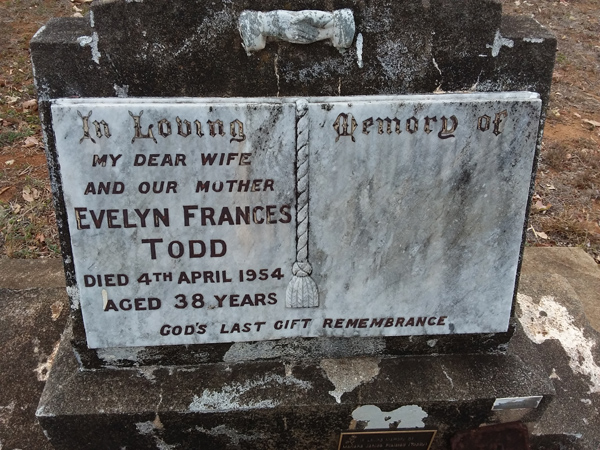 In Loving Memory of
MY DEAR WIFE
AND OUR MOTHER
EVELYN FRANCES
TODD
DIED 4TH APRIL 1954
AGED 38 YEARS
GOD'S LAST GIFT REMEMBRANCE